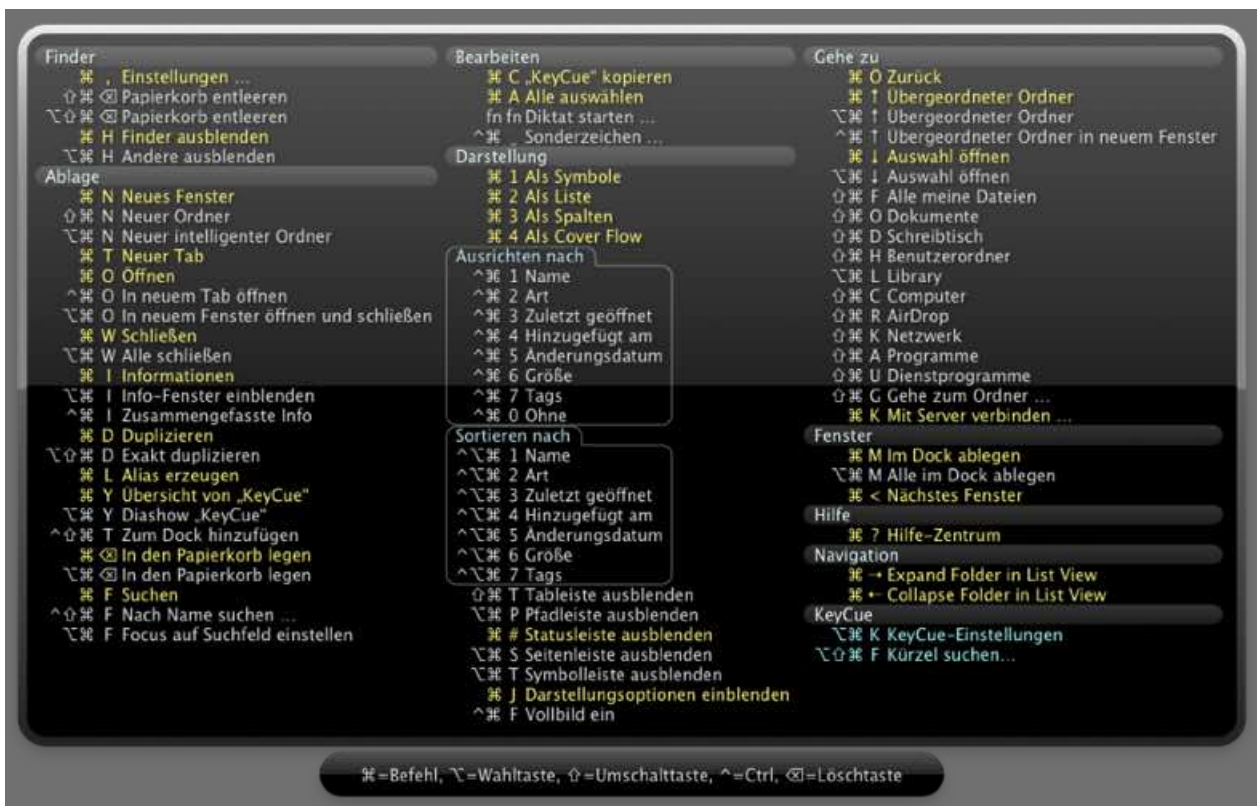 Finder
⌘ , Einstellungen ...
⇧⌘⌫ Papierkorb entleeren
⌥⇧⌘⌫ Papierkorb entleeren
⌘ H Finder ausblenden
⌥⌘ H Andere ausblenden
Ablage
⌘ N Neues Fenster
⇧⌘ N Neuer Ordner
⌥⌘ N Neuer intelligenter Ordner
⌘ T Neuer Tab
⌘ O Öffnen
^⌘ O In neuem Tab öffnen
⌥⌘ O In neuem Fenster öffnen und schließen
⌘ W Schließen
⌥⌘ W Alle schließen
⌘ I Informationen
⌥⌘ I Info-Fenster einblenden
^⌘ I Zusammengefasste Info
⌘ D Duplizieren
⌥⇧⌘ D Exakt duplizieren
⌘ L Alias erzeugen
⌘ Y Übersicht von „KeyCue"
⌥⌘ Y Diashow „KeyCue"
^⇧⌘ T Zum Dock hinzufügen
⌘⌫ In den Papierkorb legen
⌥⌘⌫ In den Papierkorb legen
⌘ F Suchen
^⇧⌘ F Nach Name suchen ...
⌥⌘ F Focus auf Suchfeld einstellen
Bearbeiten
⌘ C „KeyCue" kopieren
⌘ A Alle auswählen
fn fn Diktat starten ...
^⌘ _ Sonderzeichen ...
Darstellung
⌘ 1 Als Symbole
⌘ 2 Als Liste
⌘ 3 Als Spalten
⌘ 4 Als Cover Flow
Ausrichten nach
^⌘ 1 Name
^⌘ 2 Art
^⌘ 3 Zuletzt geöffnet
^⌘ 4 Hinzugefügt am
^⌘ 5 Änderungsdatum
^⌘ 6 Größe
^⌘ 7 Tags
^⌘ 0 Ohne
Sortieren nach
^⌥⌘ 1 Name
^⌥⌘ 2 Art
^⌥⌘ 3 Zuletzt geöffnet
^⌥⌘ 4 Hinzugefügt am
^⌥⌘ 5 Änderungsdatum
^⌥⌘ 6 Größe
^⌥⌘ 7 Tags
⇧⌘ T Tableiste ausblenden
⌥⌘ P Pfadleiste ausblenden
⌘ # Statusleiste ausblenden
⌥⌘ S Seitenleiste ausblenden
⌥⌘ T Symbolleiste ausblenden
⌘ J Darstellungsoptionen einblenden
^⌘ F Vollbild ein
Gehe zu
⌘ Ö Zurück
⌘ ↑ Übergeordneter Ordner
⌥⌘ ↑ Übergeordneter Ordner
^⌘ ↑ Übergeordneter Ordner in neuem Fenster
⌘ ↓ Auswahl öffnen
⌥⌘ ↓ Auswahl öffnen
⇧⌘ F Alle meine Dateien
⇧⌘ O Dokumente
⇧⌘ D Schreibtisch
⇧⌘ H Benutzerordner
⌥⌘ L Library
⇧⌘ C Computer
⇧⌘ R AirDrop
⇧⌘ K Netzwerk
⇧⌘ A Programme
⇧⌘ U Dienstprogramme
⇧⌘ G Gehe zum Ordner ...
⌘ K Mit Server verbinden ...
Fenster
⌘ M Im Dock ablegen
⌥⌘ M Alle im Dock ablegen
⌘ < Nächstes Fenster
Hilfe
⌘ ? Hilfe-Zentrum
Navigation
⌘ → Expand Folder in List View
⌘ ← Collapse Folder in List View
KeyCue
⌥⌘ K KeyCue-Einstellungen
⌥⇧⌘ F Kürzel suchen...
⌘=Befehl, ⌥=Wahltaste, ⇧=Umschalttaste, ^=Ctrl, ⌫=Löschtaste